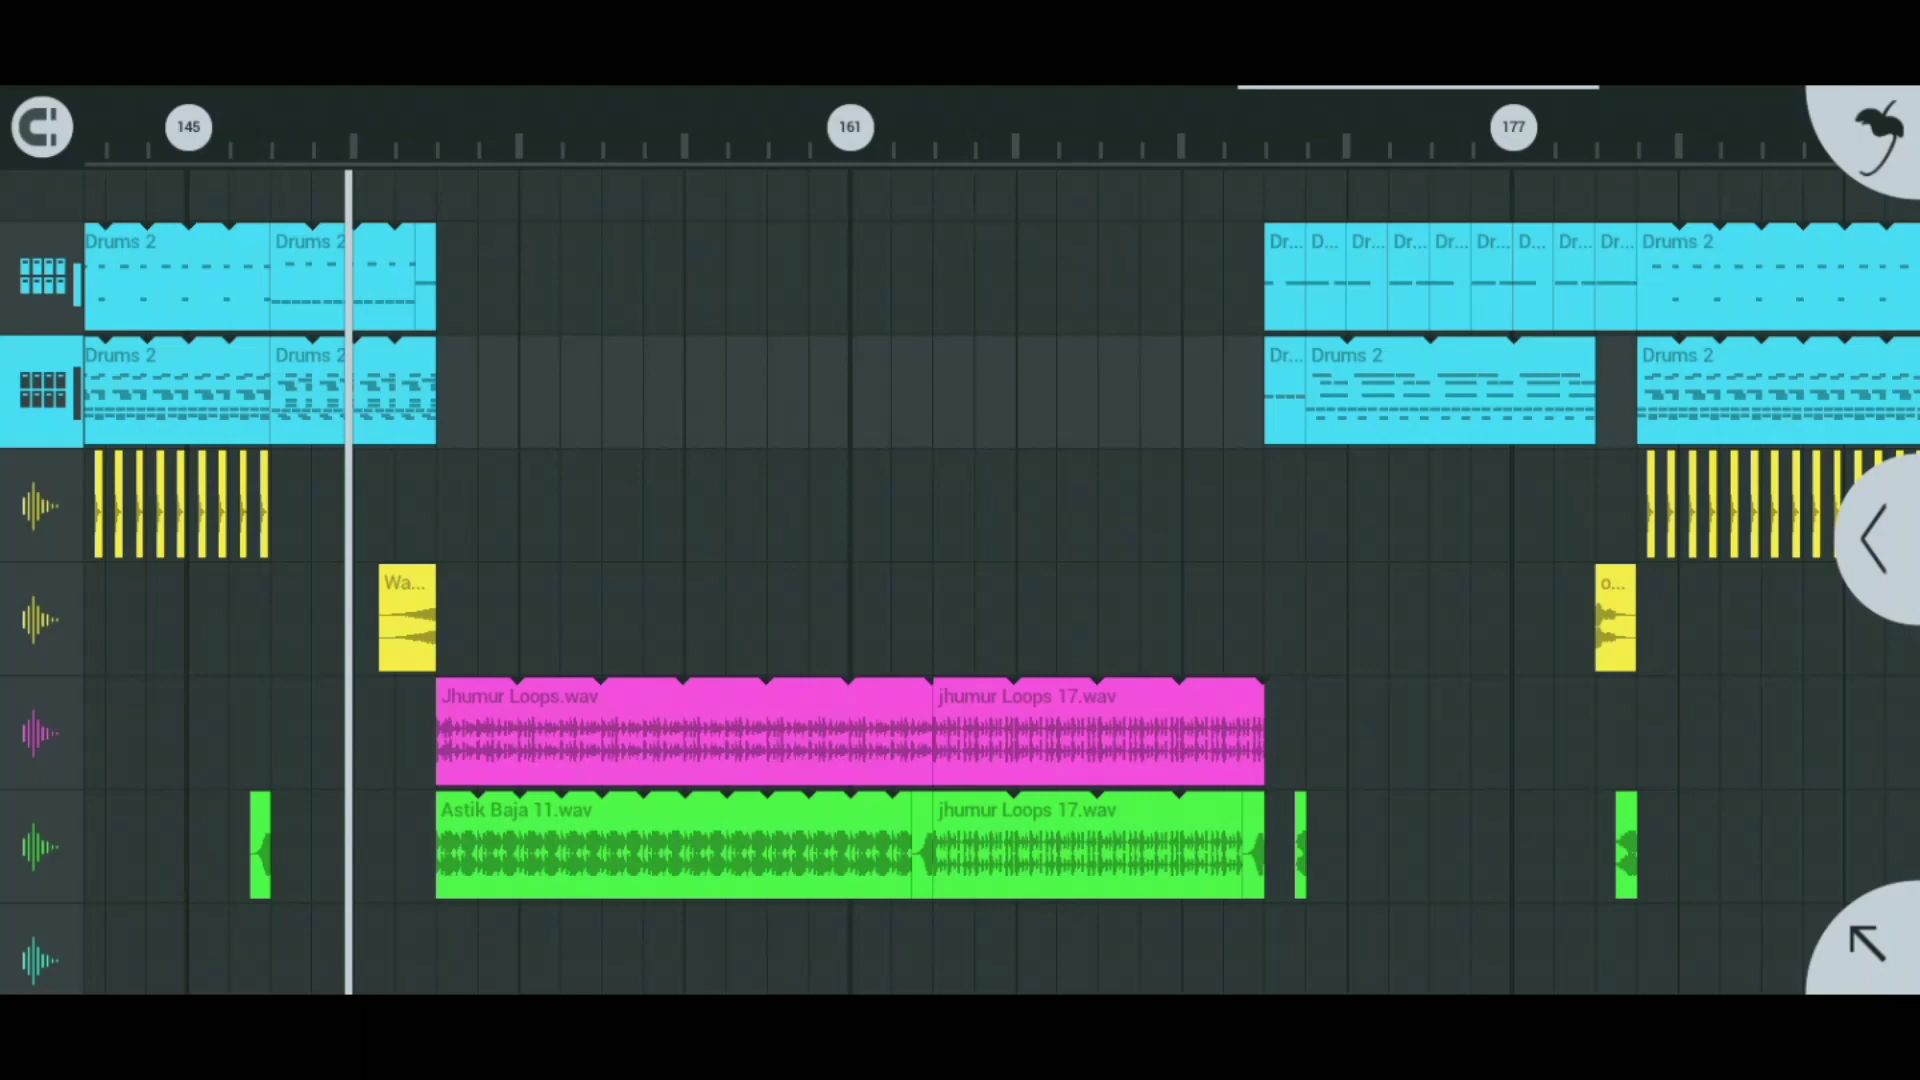 145 161 177
Drums 2 Drums 2 Dr... D... Dr... Dr... Dr... Dr... D... Dr... Dr... Drums 2
Drums 2 Drums 2 Dr... Drums 2 Drums 2
Wa... o...
Jhumur Loops.wav jhumur Loops 17.wav
Astik Baja 11.wav jhumur Loops 17.wav